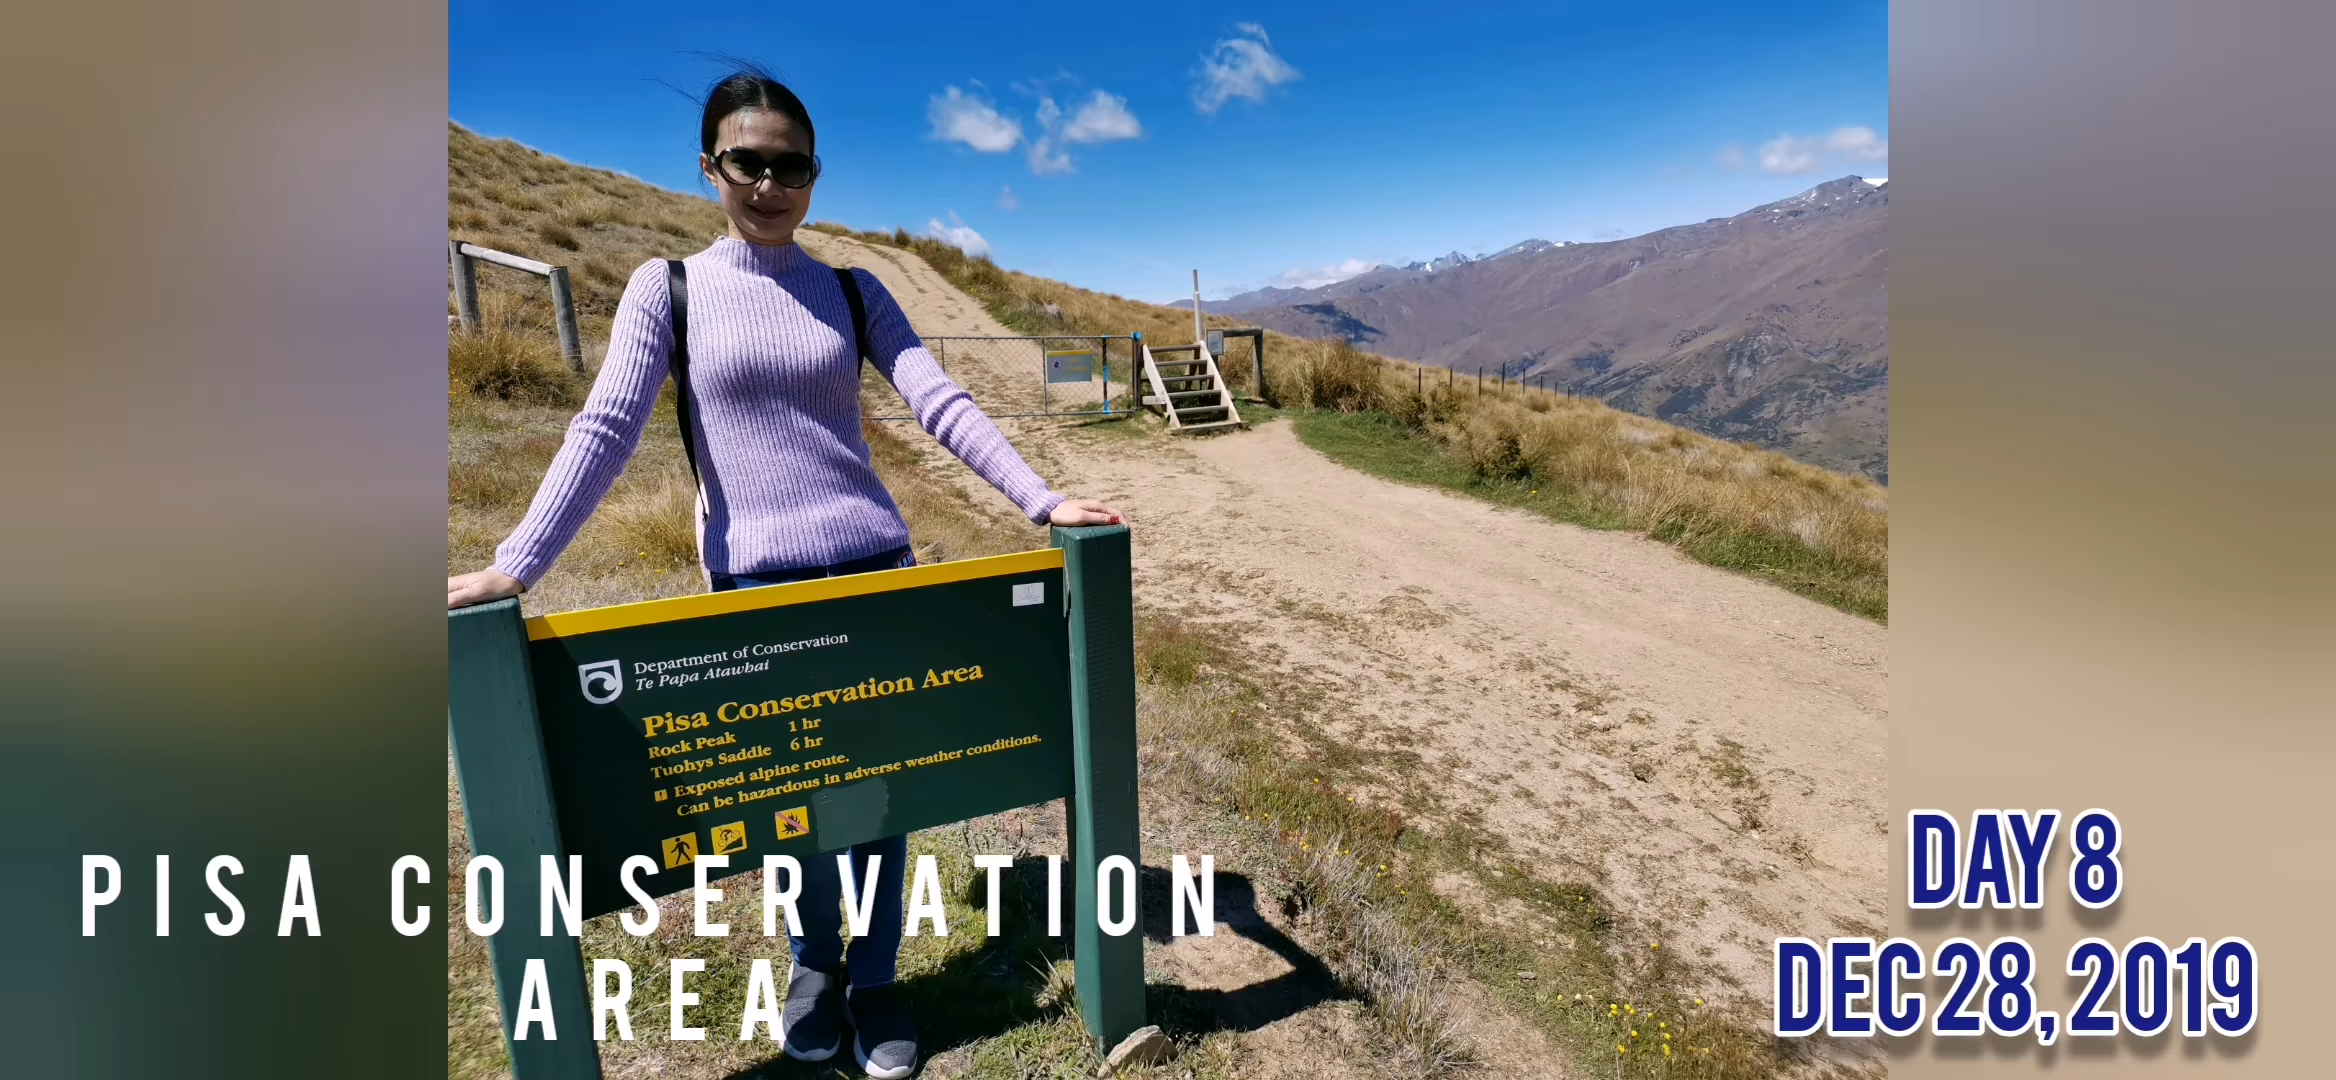 Department of Conservation
Te Papa Atawhai
Pisa Conservation Area
Rock Peak 1 hr
Tuohys Saddle 6 hr
! Exposed alpine route.
Can be hazardous in adverse weather conditions.
PISA CONSERVATION
AREA
DAY 8
DEC 28, 2019